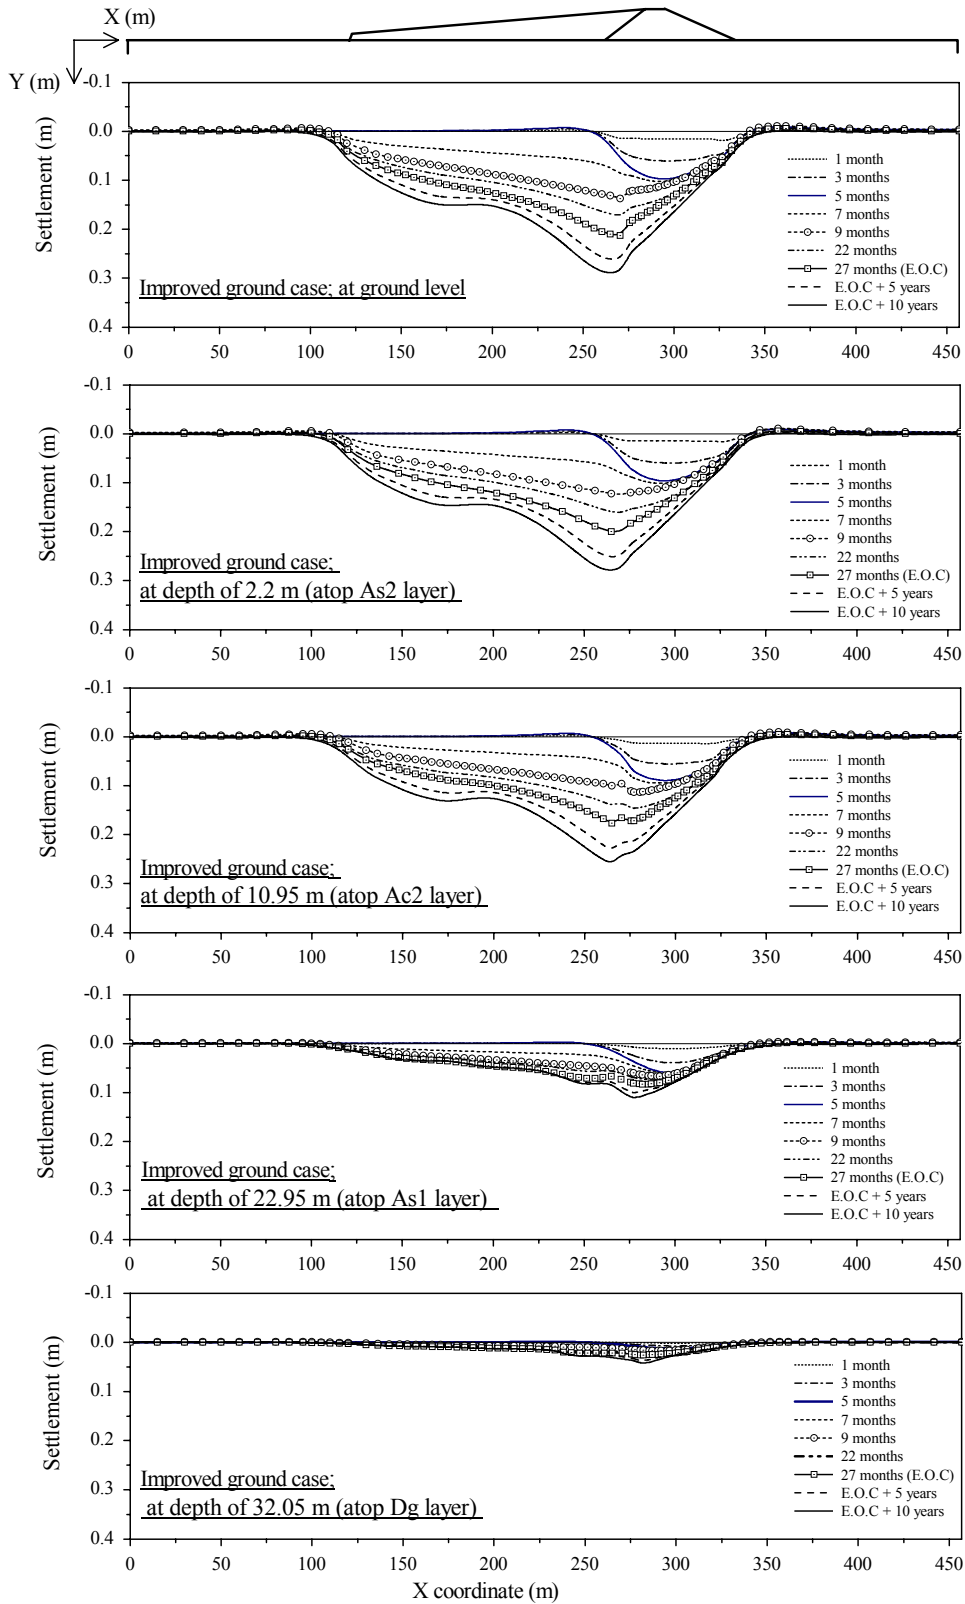 X (m)
Y (m)
-0.1
0.0
0.1
0.2
0.3
0.4
Settlement (m)
1 month
3 months
5 months
7 months
9 months
22 months
27 months (E.O.C)
E.O.C + 5 years
E.O.C + 10 years
Improved ground case; at ground level
0 50 100 150 200 250 300 350 400 450
-0.1
0.0
0.1
0.2
0.3
0.4
Settlement (m)
1 month
3 months
5 months
7 months
9 months
22 months
27 months (E.O.C)
E.O.C + 5 years
E.O.C + 10 years
Improved ground case;
at depth of 2.2 m (atop As2 layer)
0 50 100 150 200 250 300 350 400 450
-0.1
0.0
0.1
0.2
0.3
0.4
Settlement (m)
1 month
3 months
5 months
7 months
9 months
22 months
27 months (E.O.C)
E.O.C + 5 years
E.O.C + 10 years
Improved ground case;
at depth of 10.95 m (atop Ac2 layer)
0 50 100 150 200 250 300 350 400 450
-0.1
0.0
0.1
0.2
0.3
0.4
Settlement (m)
1 month
3 months
5 months
7 months
9 months
22 months
27 months (E.O.C)
E.O.C + 5 years
E.O.C + 10 years
Improved ground case;
at depth of 22.95 m (atop As1 layer)
0 50 100 150 200 250 300 350 400 450
-0.1
0.0
0.1
0.2
0.3
0.4
Settlement (m)
1 month
3 months
5 months
7 months
9 months
22 months
27 months (E.O.C)
E.O.C + 5 years
E.O.C + 10 years
Improved ground case;
at depth of 32.05 m (atop Dg layer)
0 50 100 150 200 250 300 350 400 450
X coordinate (m)